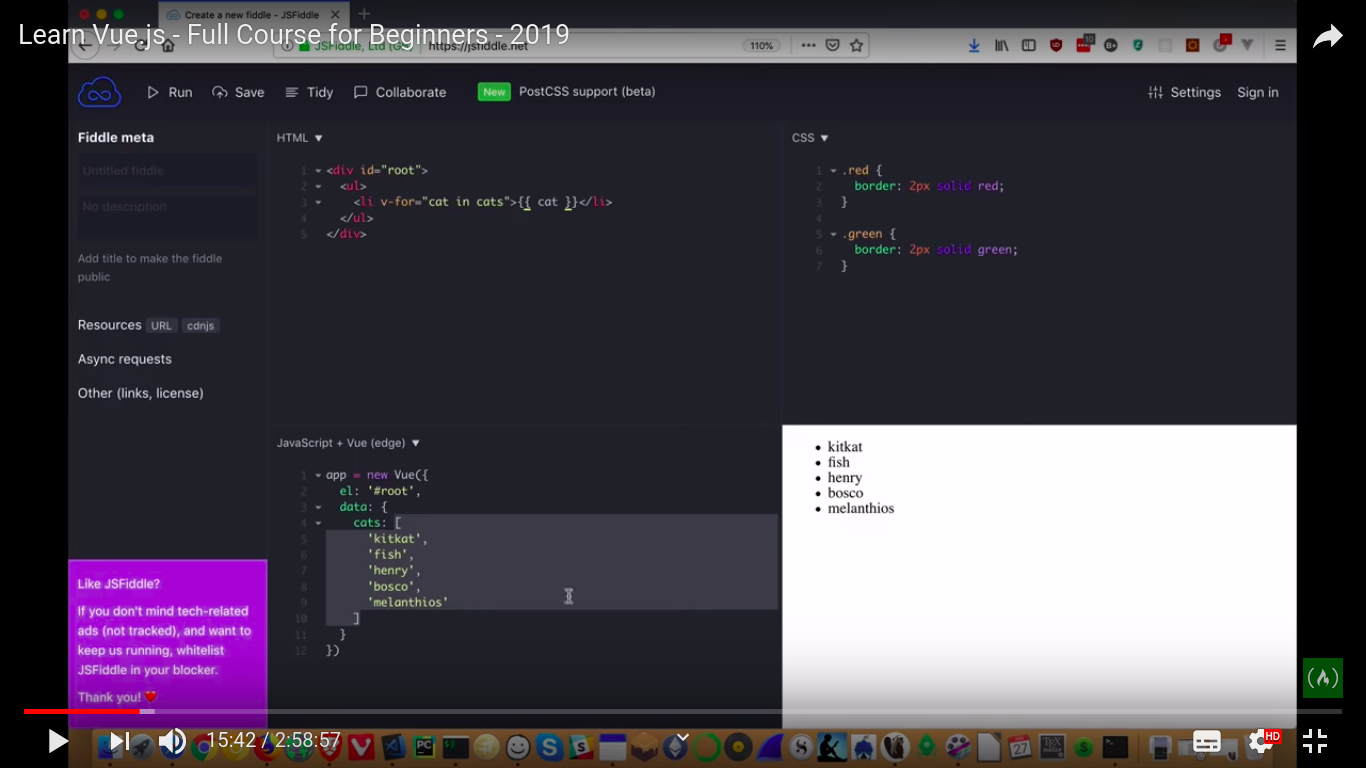 Create a new fiddle - JSFiddle
Learn Vue.js - Full Course for Beginners - 2019
JSFiddle, Ltd (GB)
https://jsfiddle.net
110%
Run
Save
Tidy
Collaborate
New
PostCSS support (beta)
Settings
Sign in
Fiddle meta
Untitled fiddle
No description
Add title to make the fiddle
public
Resources URL cdnjs
Async requests
Other (links, license)
Like JSFiddle?
If you don't mind tech-related
ads (not tracked), and want to
keep us running, whitelist
JSFiddle in your blocker.
Thank you!
HTML
1 <div id="root">
2 <ul>
3 <li v-for="cat in cats">{{ cat }}</li>
4 </ul>
5 </div>
CSS
1 .red {
2 border: 2px solid red;
3 }
4
5 .green {
6 border: 2px solid green;
7 }
JavaScript + Vue (edge)
1 app = new Vue({
2 el: '#root',
3 data: {
4 cats: [
5 'kitkat',
6 'fish',
7 'henry',
8 'bosco',
9 'melanthios'
10 ]
11 }
12 })
• kitkat
• fish
• henry
• bosco
• melanthios
15:42 / 2:58:57
HD